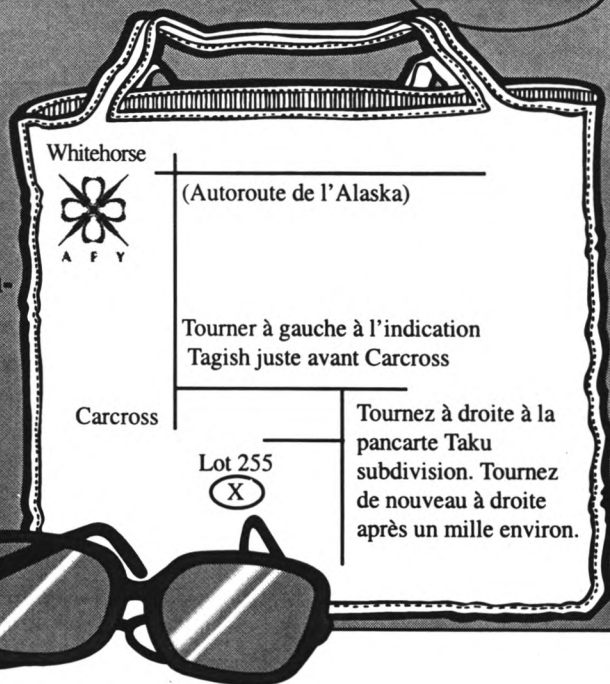 Whitehorse
A F Y
(Autoroute de l'Alaska)
Tourner à gauche à l'indication
Tagish juste avant Carcross
Carcross
Lot 255
X
Tournez à droite à la
pancarte Taku
subdivision. Tournez
de nouveau à droite
après un mille environ.